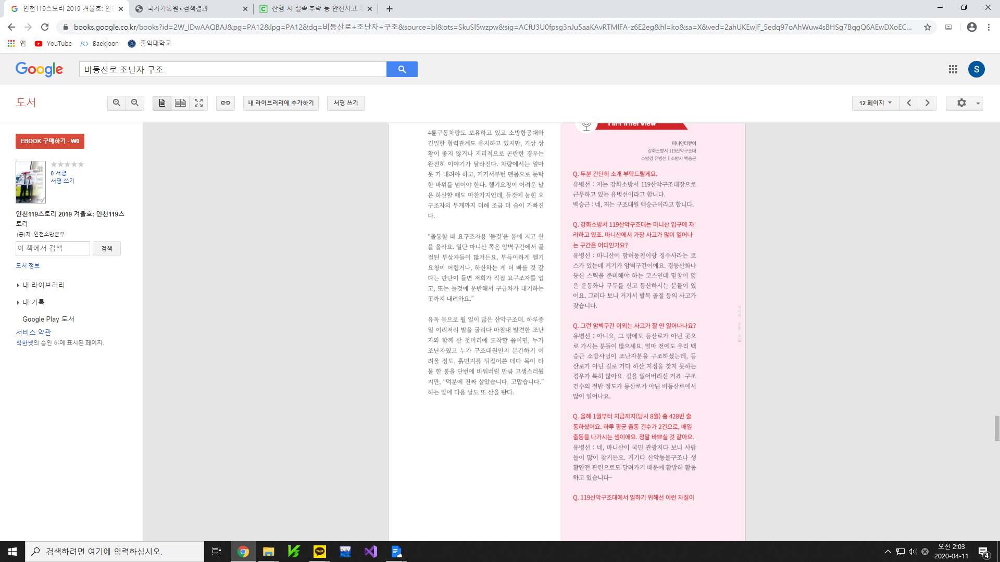 인천119스토리 2019 겨울호: 인천
국가기록원>검색결과
산행 시 실족·추락 등 안전사고 주
books.google.co.kr/books?id=2W_IDwAAQBAJ&pg=PA12&lpg=PA12&dq=비등산로+조난자+구조&source=bl&ots=SkuSl5wzpw&sig=ACfU3U0fpsg3nJu5aaKAvRTMlFA-z6E2eg&hl=ko&sa=X&ved=2ahUKEwjF_5edq97oAhWuw4sBHSg7BqgQ6AEwDXoEC...
앱
YouTube
Baekjoon
홍익대학교
Google
비등산로 조난자 구조
S
도서
내 라이브러리에 추가하기
서평 쓰기
12 페이지
EBOOK 구매하기 - ₩0
0 서평
서평 쓰기
인천119스토리 2019 겨울호: 인천119스
토리
(공)저: 인천소방본부
이 책에서 검색
검색
도서 정보
내 라이브러리
내 기록
Google Play 도서
서비스 약관
착한넷의 승인 하에 표시된 페이지.
4륜구동차량도 보유하고 있고 소방항공대와
긴밀한 협력관계도 유지하고 있지만, 기상 상
황이 좋지 않거나 지리적으로 곤란한 경우는
완전히 이야기가 달라진다. 차량에서는 얼마
못 가 내려야 하고, 거기서부턴 맨몸으로 둔탁
한 바위를 넘어야 한다. 헬기요청이 어려운 날
은 하산할 때도 마찬가지인데, 들것에 눕힌 요
구조자의 무게까지 더해 조금 더 숨이 가빠진
다.
“출동할 때 요구조자용 ‘들것’을 몸에 지고 산
을 올라요. 일단 마니산 쪽은 암벽구간에서 골
절된 부상자들이 많거든요. 부득이하게 헬기
요청이 어렵거나, 하산하는 게 더 빠를 것 같
다는 판단이 들면 저희가 직접 요구조자를 업
고, 또는 들것에 운반해서 구급차가 대기하는
곳까지 내려와요.”
유독 몸으로 뛸 일이 많은 산악구조대. 하루종
일 이리저리 발을 굴리다 마침내 발견한 조난
자와 함께 산 첫머리에 도착할 쯤이면, 누가
조난자였고 누가 구조대원인지 분간하기 어
려울 정도. 흙먼지를 뒤집어쓴 데다 목이 타
물 한 통을 단번에 비워버릴 만큼 고생스러웠
지만, “덕분에 진짜 살았습니다, 고맙습니다.”
하는 말에 다음 날도 또 산을 탄다.
Mini Interview
미니인터뷰이
강화소방서 119산악구조대
소방경 유병선ㅣ소방사 백승근
Q. 두분 간단히 소개 부탁드릴게요.
유병선 : 저는 강화소방서 119산악구조대장으로
근무하고 있는 유병선이라고 합니다.
백승근 : 네, 저는 구조대원 백승근이라고 합니다.
Q. 강화소방서 119산악구조대는 마니산 입구에 자
리하고 있죠. 마니산에서 가장 사고가 많이 일어나
는 구간은 어디인가요?
유병선 : 마니산에 함허동천이랑 정수사라는 코
스가 있는데 거기가 암벽구간이에요. 경등산화나
등산 스틱을 준비해야 하는 코스인데 밑창이 얇
은 운동화나 구두를 신고 등산하시는 분들이 있
어요. 그러다 보니 거기서 발목 골절 등의 사고가
잦습니다.
Q. 그런 암벽구간 이외는 사고가 잘 안 일어나나요?
유병선 : 아니요, 그 밖에도 등산로가 아닌 곳으
로 가시는 분들이 많으세요. 얼마 전에도 우리 백
승근 소방사님이 조난자분을 구조하셨는데, 등
산로가 아닌 길로 가다 하산 지점을 찾지 못하는
경우가 특히 많아요. 길을 잃어버리신 거죠. 구조
건수의 절반 정도가 등산로가 아닌 비등산로에서
많이 일어나요.
Q. 올해 1월부터 지금까지(당시 8월) 총 428번 출
동하셨어요. 하루 평균 출동 건수가 2건으로, 매일
출동을 나가시는 셈이에요. 정말 바쁘실 것 같아요.
유병선 : 네, 마니산이 국민 관광지다 보니 사람
들이 많이 찾거든요. 거기다 산악동물구조나 생
활안전 관련으로도 달려가기 때문에 활발히 활동
하고 있습니다~
Q. 119산악구조대에서 일하기 위해선 이런 자질이
저작권 보호 자료
검색하려면 여기에 입력하십시오.
TALK
DEV
C++
오전 2:03
2020-04-11
4